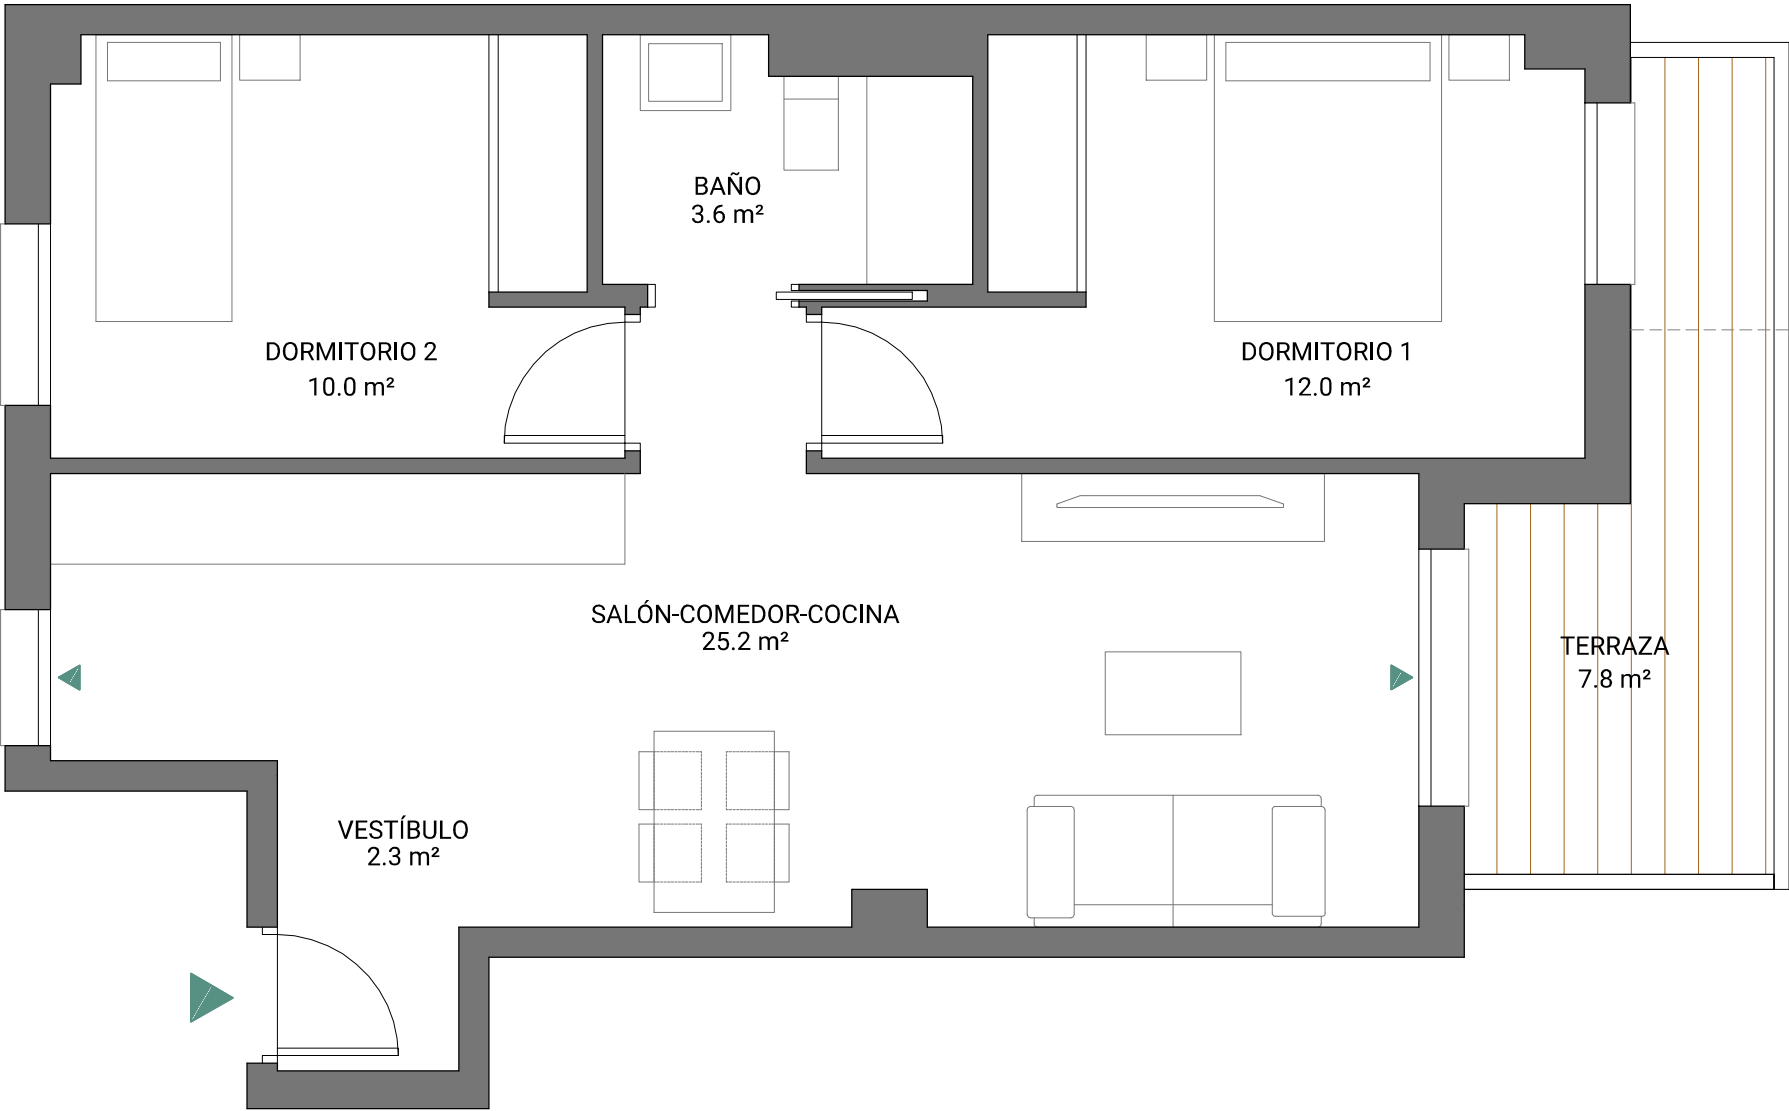 BAÑO
3.6 m²
DORMITORIO 2
10.0 m²
DORMITORIO 1
12.0 m²
SALÓN-COMEDOR-COCINA
25.2 m²
TERRAZA
7.8 m²
VESTÍBULO
2.3 m²